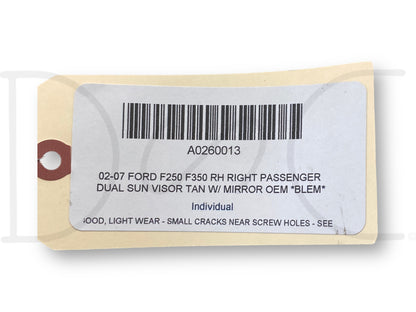 A0260013
02-07 FORD F250 F350 RH RIGHT PASSENGER
DUAL SUN VISOR TAN W/ MIRROR OEM *BLEM*
Individual
OOD, LIGHT WEAR - SMALL CRACKS NEAR SCREW HOLES - SEE